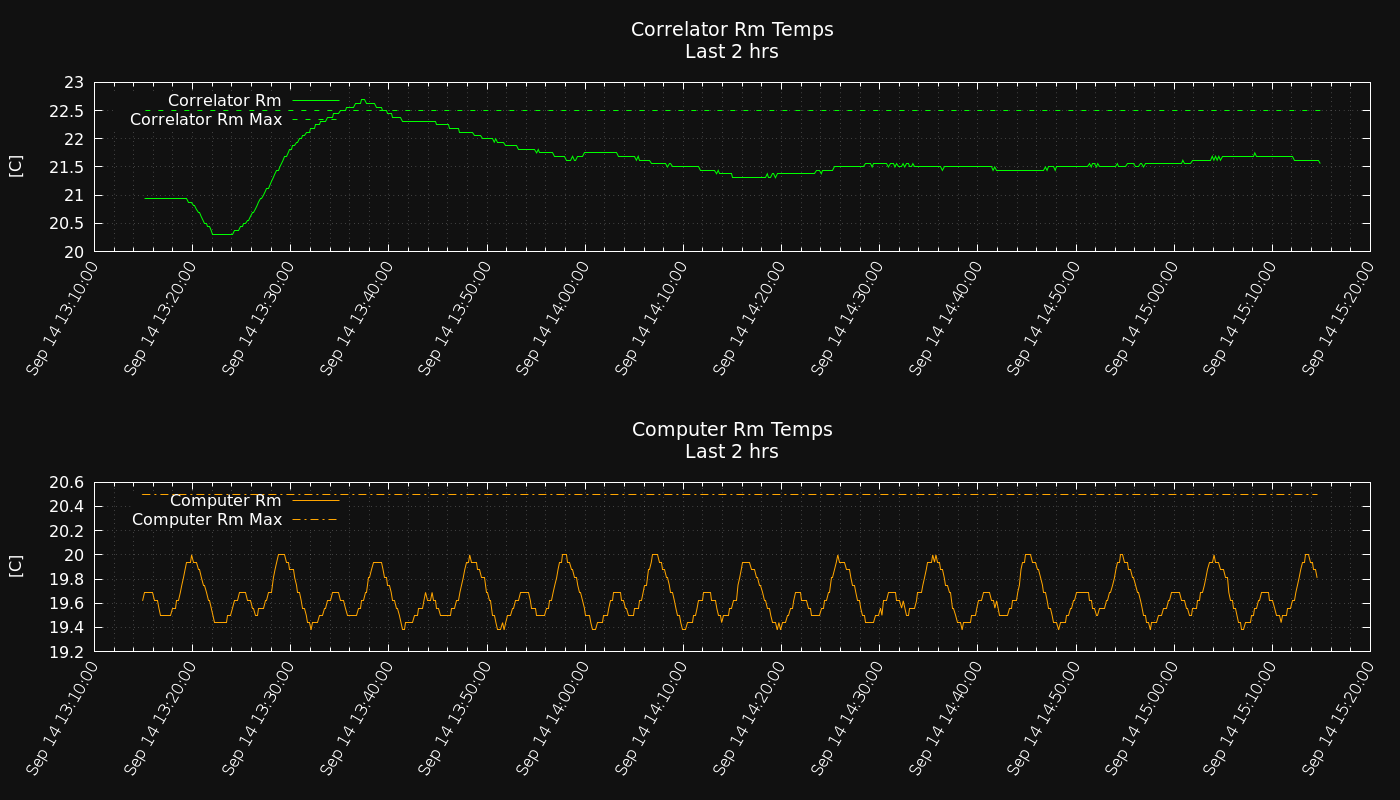 Correlator Rm Temps
Last 2 hrs
23
22.5
22
21.5
21
20.5
20
[C]
Correlator Rm
Correlator Rm Max
Sep 14 13:10:00
Sep 14 13:20:00
Sep 14 13:30:00
Sep 14 13:40:00
Sep 14 13:50:00
Sep 14 14:00:00
Sep 14 14:10:00
Sep 14 14:20:00
Sep 14 14:30:00
Sep 14 14:40:00
Sep 14 14:50:00
Sep 14 15:00:00
Sep 14 15:10:00
Sep 14 15:20:00
Computer Rm Temps
Last 2 hrs
20.6
20.4
20.2
20
19.8
19.6
19.4
19.2
[C]
Computer Rm
Computer Rm Max
Sep 14 13:10:00
Sep 14 13:20:00
Sep 14 13:30:00
Sep 14 13:40:00
Sep 14 13:50:00
Sep 14 14:00:00
Sep 14 14:10:00
Sep 14 14:20:00
Sep 14 14:30:00
Sep 14 14:40:00
Sep 14 14:50:00
Sep 14 15:00:00
Sep 14 15:10:00
Sep 14 15:20:00